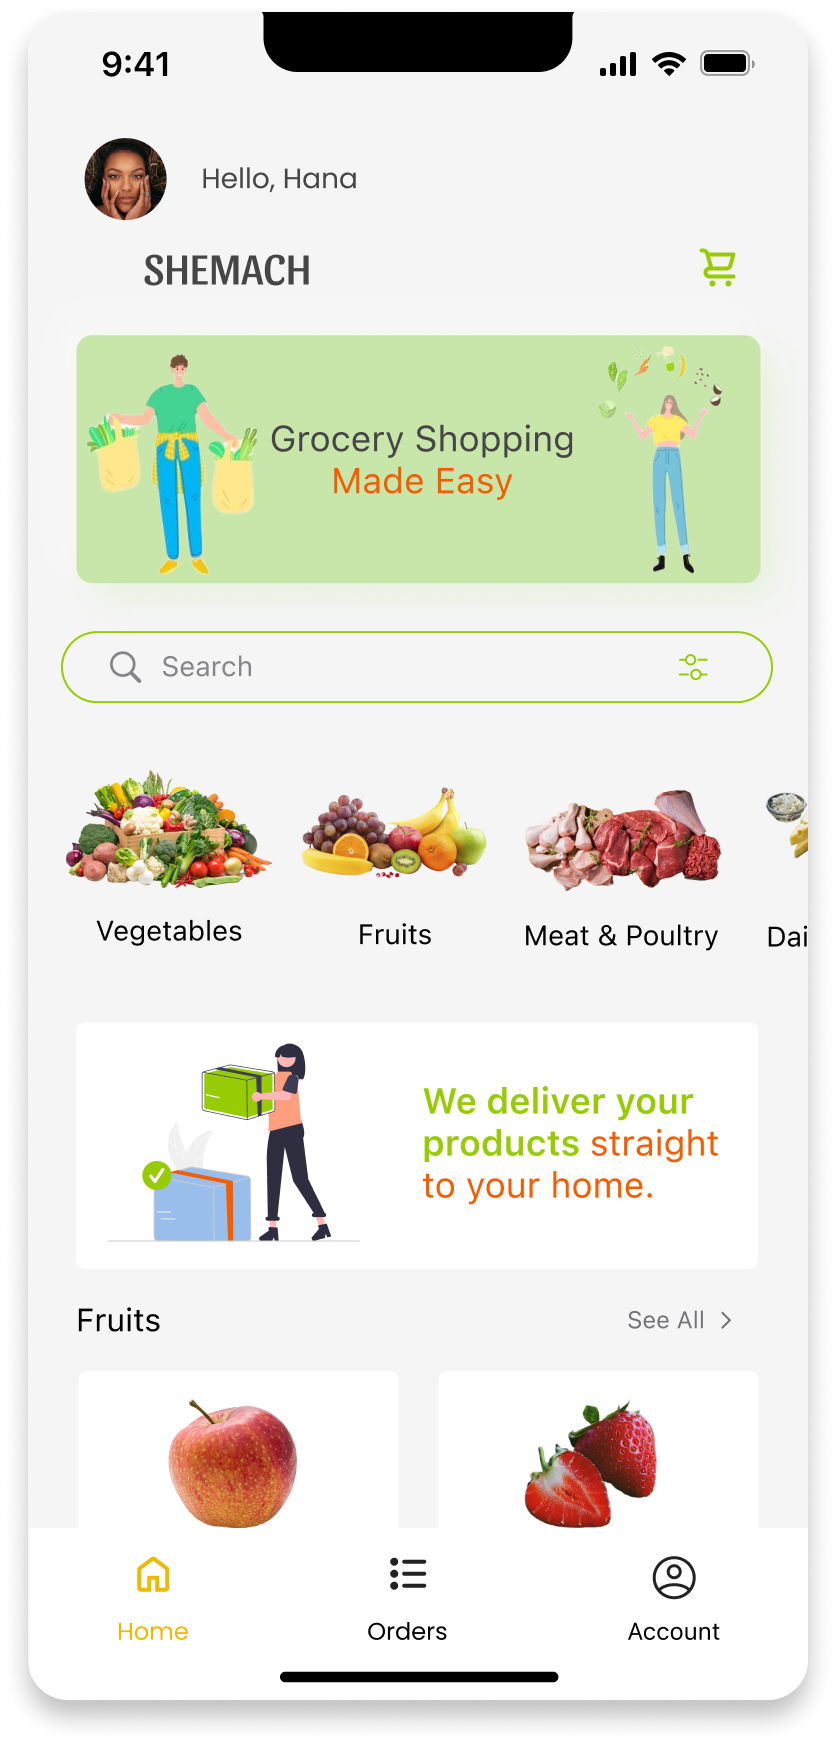 9:41
Hello, Hana
SHEMACH
Grocery Shopping
Made Easy
Search
Vegetables
Fruits
Meat & Poultry
Dai
We deliver your
products straight
to your home.
Fruits
See All
Home
Orders
Account